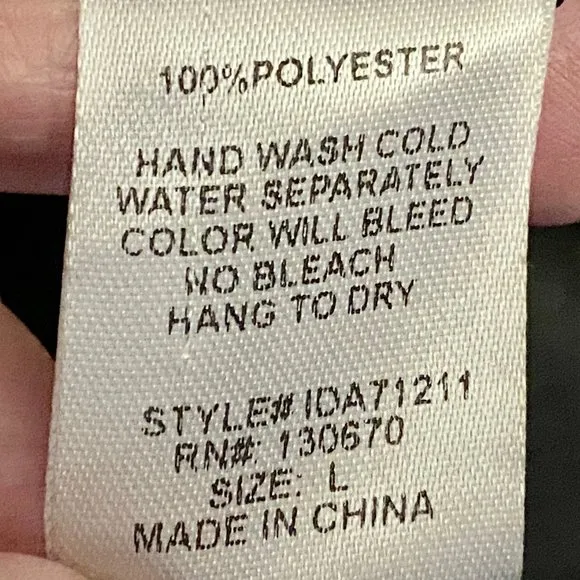 100%POLYESTER
HAND WASH COLD
WATER SEPARATELY
COLOR WILL BLEED
NO BLEACH
HANG TO DRY
STYLE# IDA71211
RN#: 130670
SIZE: L
MADE IN CHINA